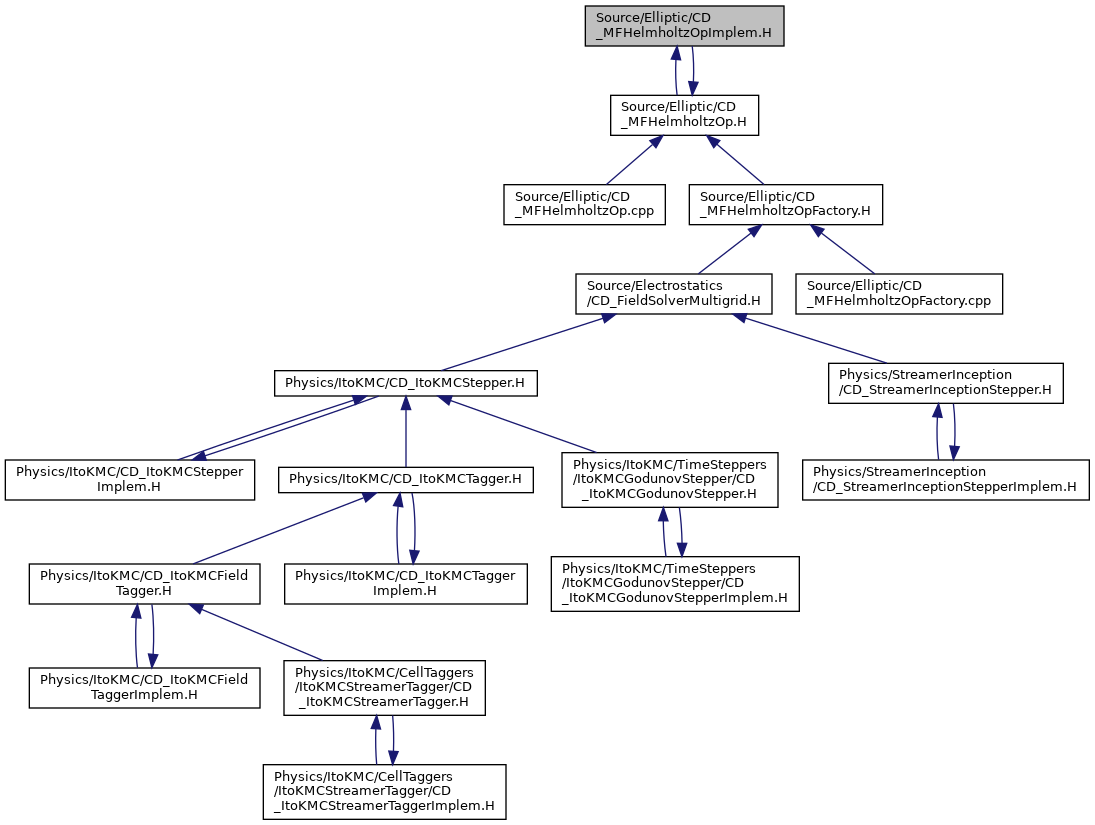 Source/Elliptic/CD
_MFHelmholtzOpImplem.H
Source/Elliptic/CD
_MFHelmholtzOp.H
Source/Elliptic/CD
_MFHelmholtzOp.cpp
Source/Elliptic/CD
_MFHelmholtzOpFactory.H
Source/Electrostatics
/CD_FieldSolverMultigrid.H
Source/Elliptic/CD
_MFHelmholtzOpFactory.cpp
Physics/ItoKMC/CD_ItoKMCStepper.H
Physics/StreamerInception
/CD_StreamerInceptionStepper.H
Physics/ItoKMC/CD_ItoKMCStepper
Implem.H
Physics/ItoKMC/CD_ItoKMCTagger.H
Physics/ItoKMC/TimeSteppers
/ItoKMCGodunovStepper/CD
_ItoKMCGodunovStepper.H
Physics/StreamerInception
/CD_StreamerInceptionStepperImplem.H
Physics/ItoKMC/CD_ItoKMCField
Tagger.H
Physics/ItoKMC/CD_ItoKMCTagger
Implem.H
Physics/ItoKMC/TimeSteppers
/ItoKMCGodunovStepper/CD
_ItoKMCGodunovStepperImplem.H
Physics/ItoKMC/CD_ItoKMCField
TaggerImplem.H
Physics/ItoKMC/CellTaggers
/ItoKMCStreamerTagger/CD
_ItoKMCStreamerTagger.H
Physics/ItoKMC/CellTaggers
/ItoKMCStreamerTagger/CD
_ItoKMCStreamerTaggerImplem.H